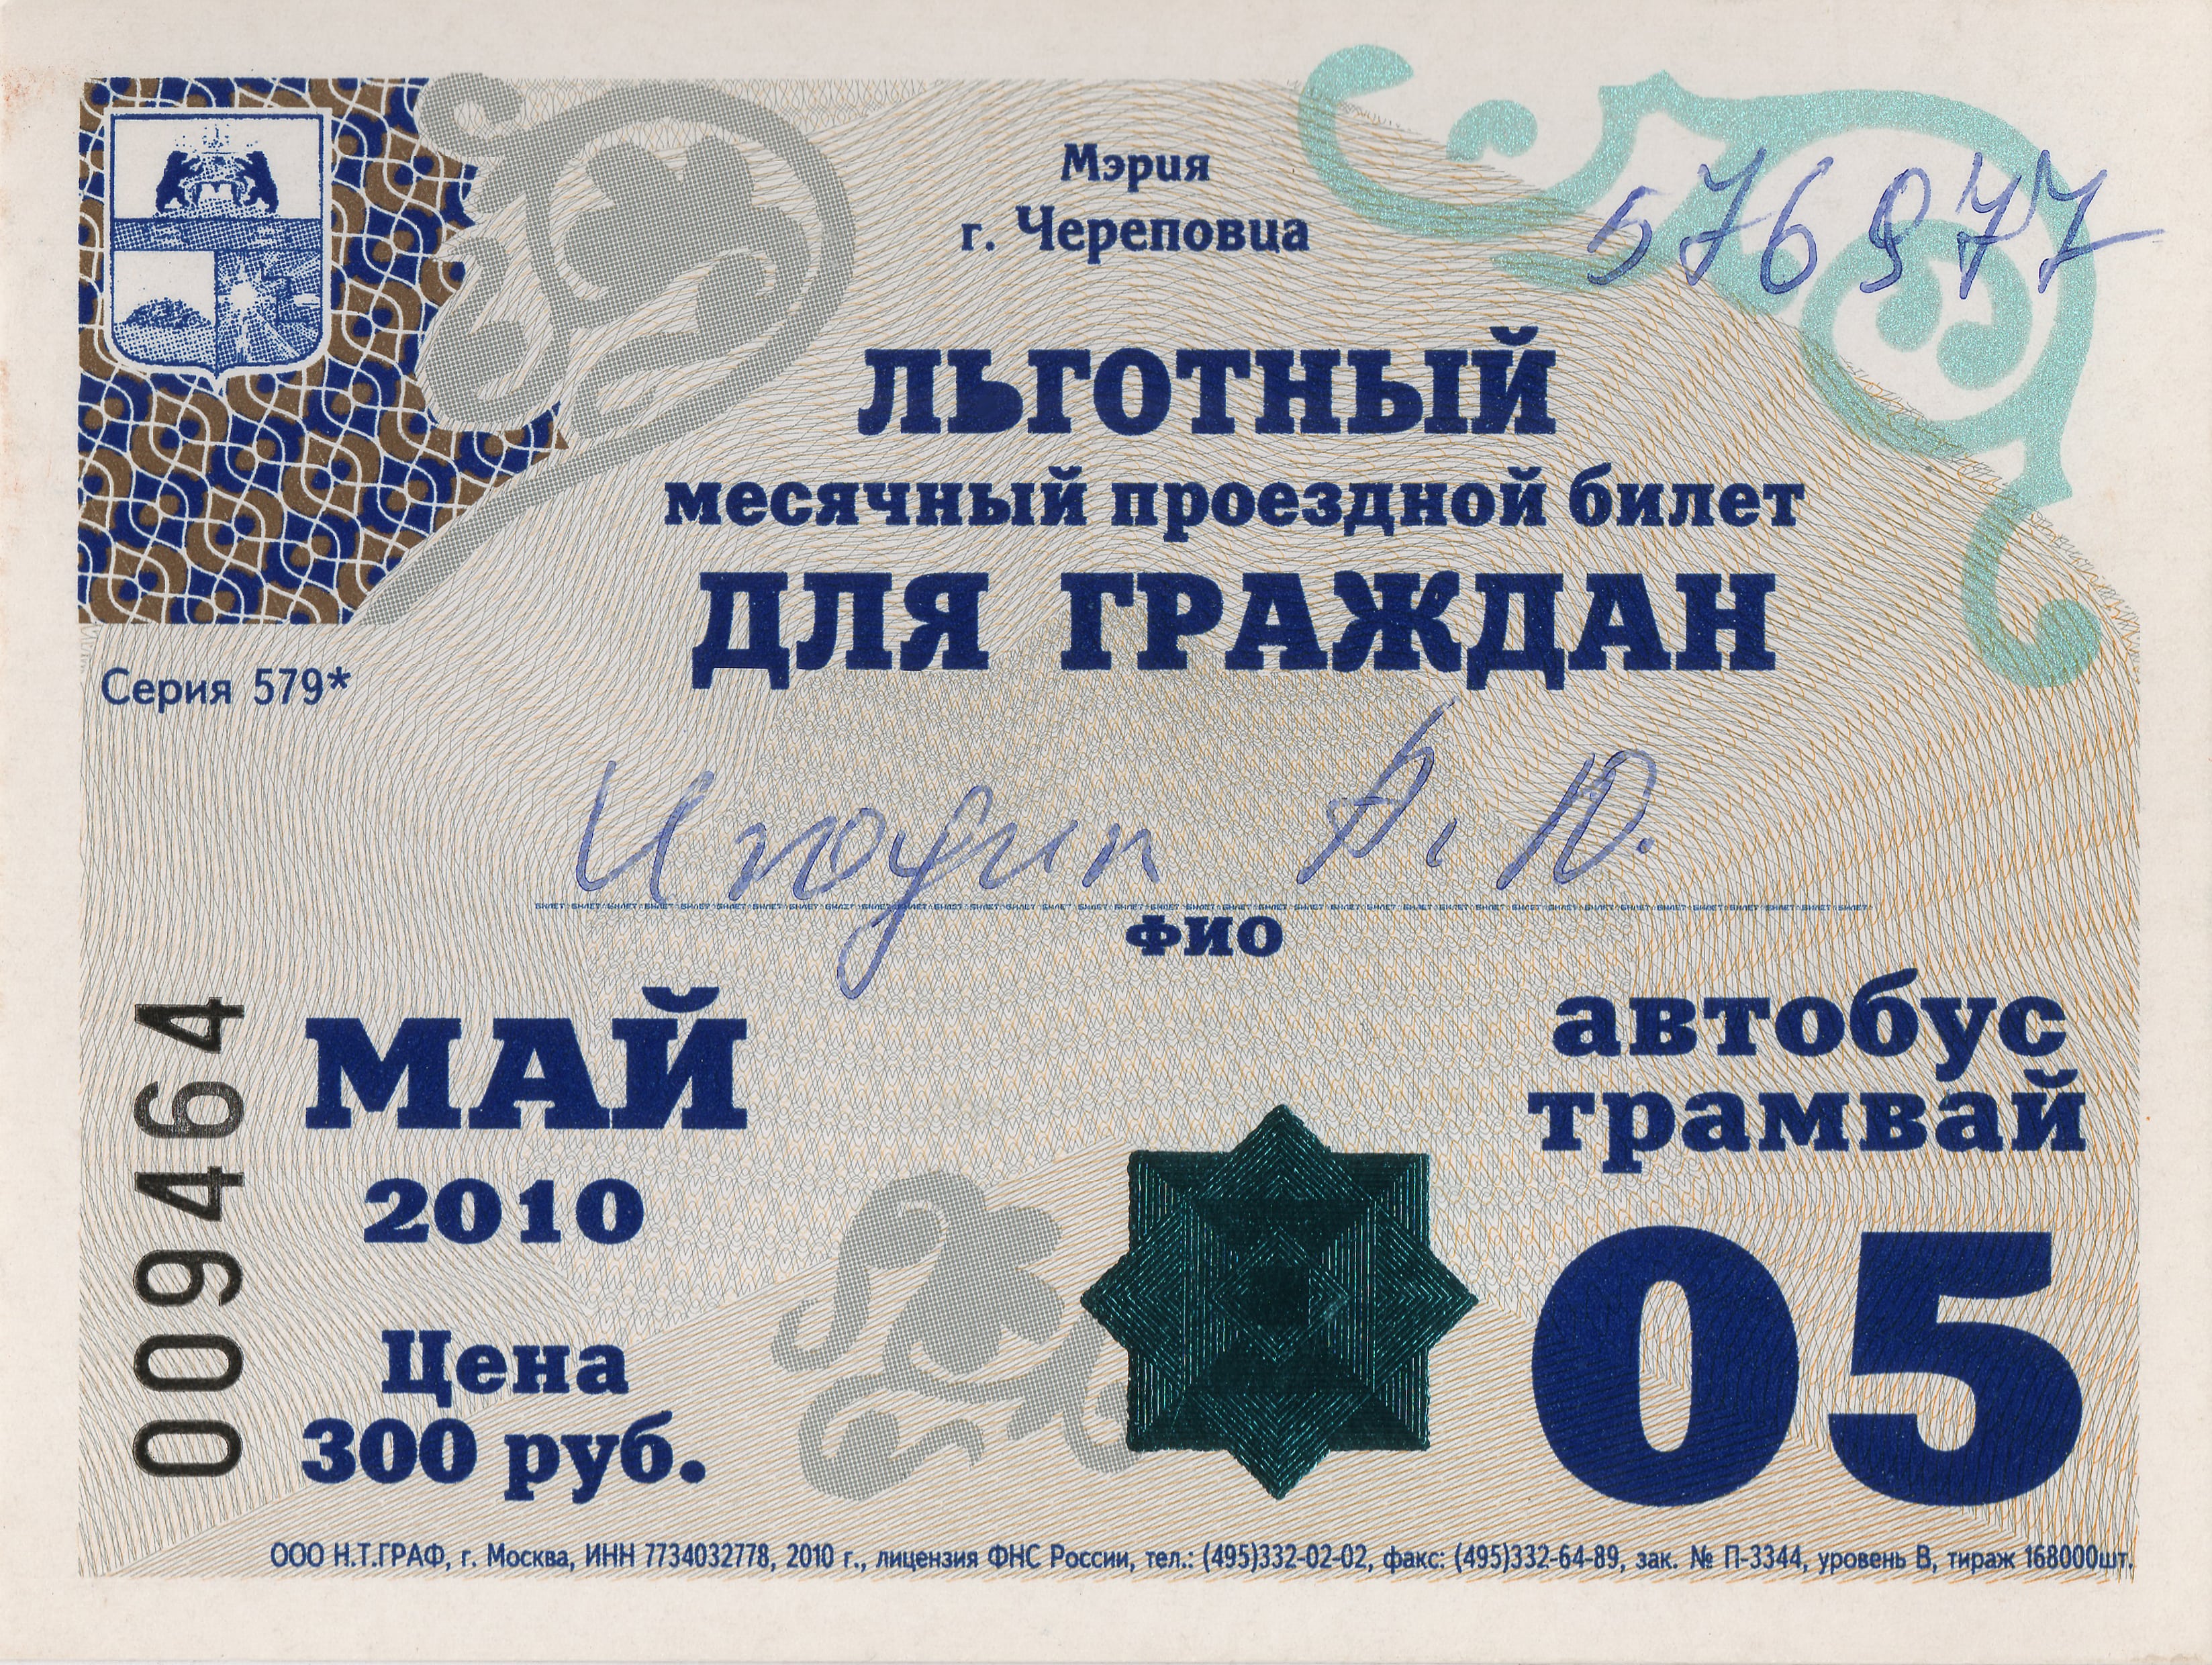 Мэрия
г. Череповца
576977
ЛЬГОТНЫЙ
месячный проездной билет
ДЛЯ ГРАЖДАН
Серия 579*
А. Ю.
ФИО
009464
МАЙ
2010
Цена
300 руб.
автобус
трамвай
05
ООО Н.Т.ГРАФ, г. Москва, ИНН 7734032778, 2010 г., лицензия ФНС России, тел.: (495)332-02-02, факс: (495)332-64-89, зак. № П-3344, уровень В, тираж 168000шт.